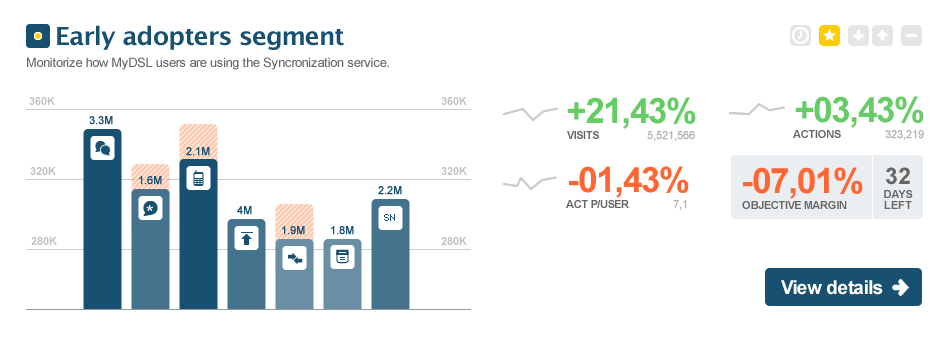 Early adopters segment
Monitorize how MyDSL users are using the Syncronization service.
360K
360K
3.3M
2.1M
320K
1.6M
320K
2.2M
4M
SN
1.9M
1.8M
280K
280K
+21,43%
VISITS 5,521,566
+03,43%
ACTIONS 323,219
-01,43%
ACT P/USER 7,1
-07,01%
OBJECTIVE MARGIN
32
DAYS
LEFT
View details